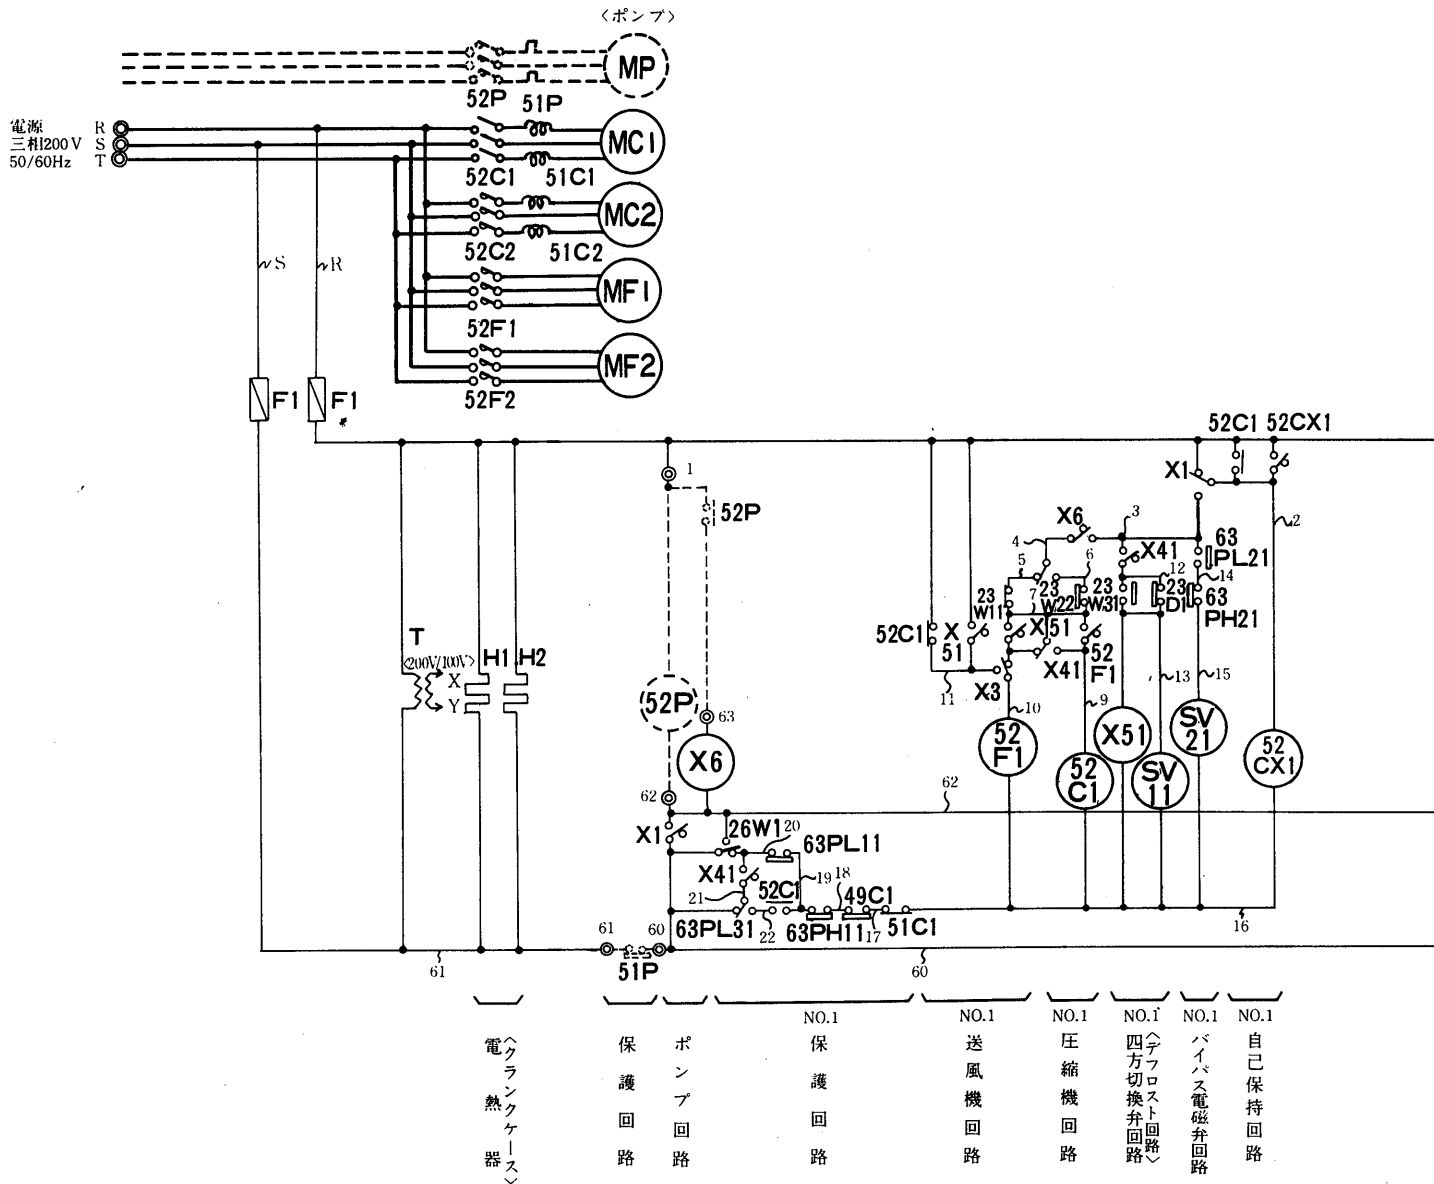 〈ポンプ〉
MP
52P 51P
電源 R
三相200V S
50/60Hz T
MC1
52C1 51C1
MC2
52C2 51C2
S R
MF1
52F1
MF2
52F2
F1 F1
52C1 52CX1
X1
1
52P
X6 3 2
4
X41
63
PL21
5 6 12 14
23
W11
7
23
W22
23
W31
23
D1
63
PH21
52C1 X
51
X51
X41
52
F1
T
〈200V/100V〉
X
Y
H1 H2
11 X3 10 9 13 15
52P 63
X6
52
F1
52
C1
X51
SV
11
SV
21
52
CX1
62 62
X1 26W1 20 63PL11
X41 19 18 49C1
21 52C1
63PL31 22 63PH11 17 51C1 16
61 60
61 51P 60
NO.1 NO.1 NO.1 NO.1 NO.1 NO.1
電熱器
〈クランクケース〉
保護回路
ポンプ回路
保護回路
送風機回路
圧縮機回路
四方切換弁回路
〈デフロスト回路〉
バイパス電磁弁回路
自己保持回路